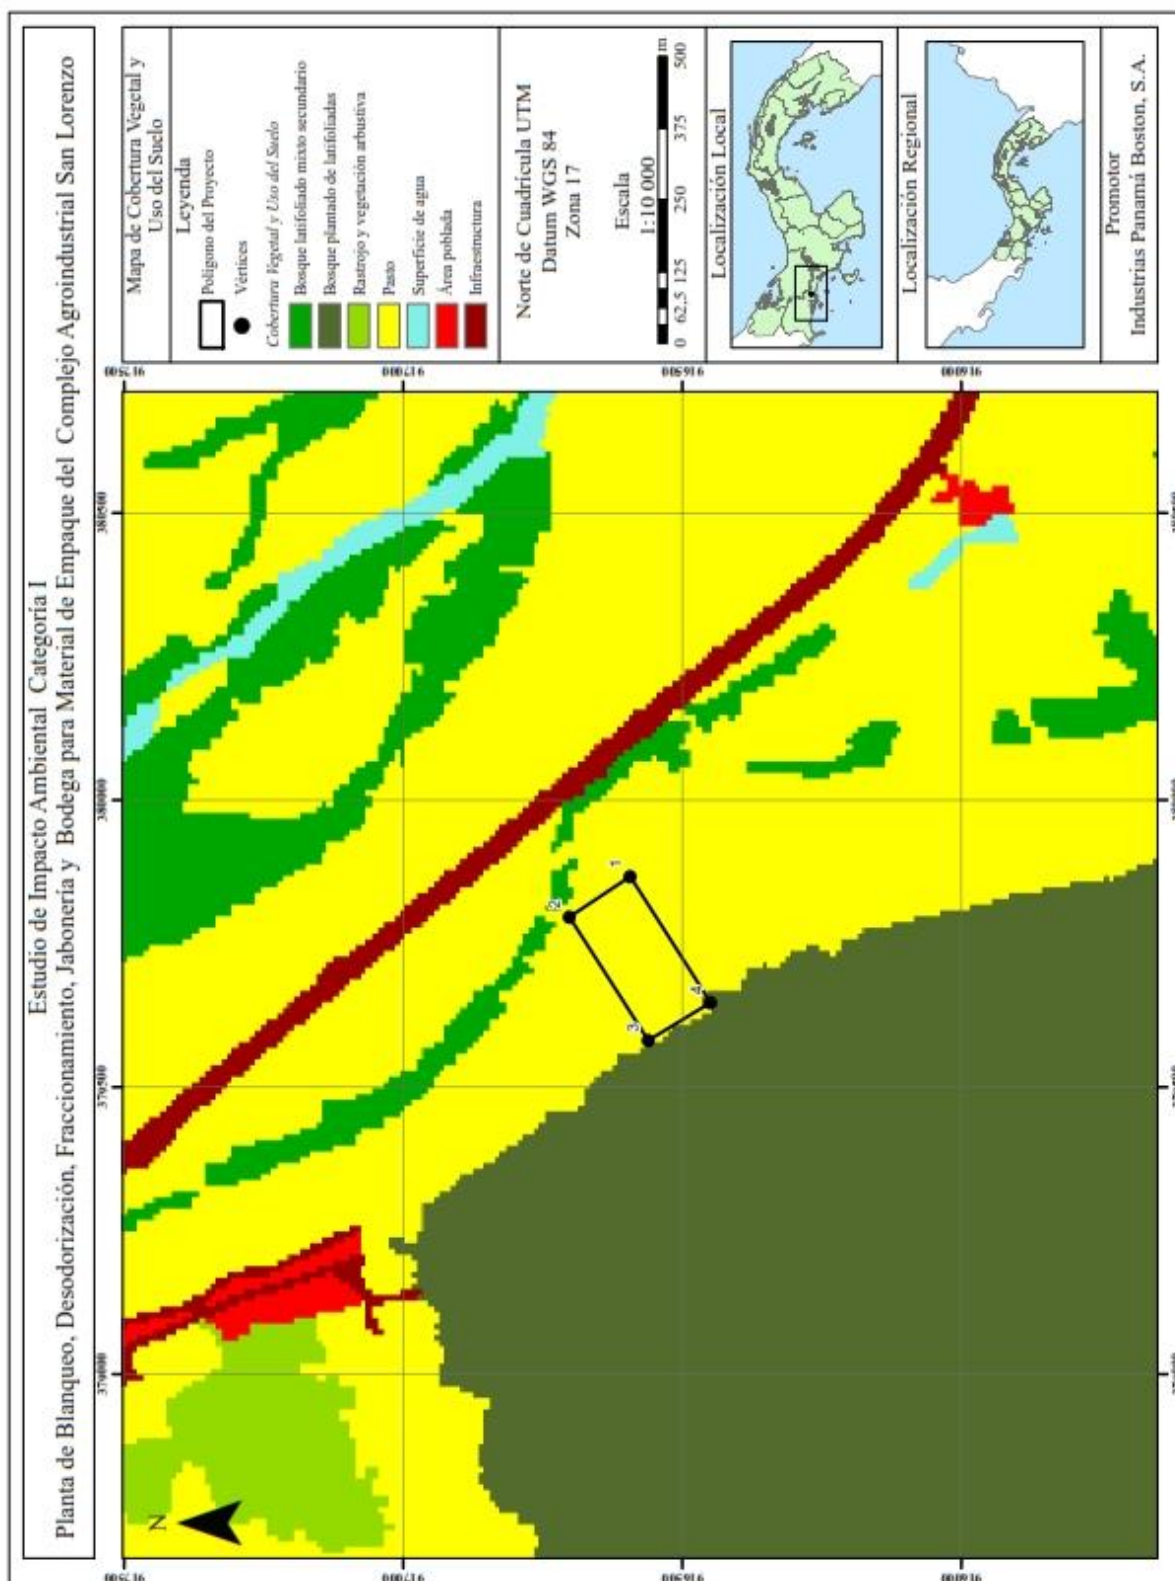 Estudio de Impacto Ambiental Categoría I
Planta de Blanqueo, Desodorización, Fraccionamiento, Jabonería y Bodega para Material de Empaque del Complejo Agroindustrial San Lorenzo
379000
379500
380000
380500
917500
917000
916500
916000
N
1
2
3
4
Mapa de Cobertura Vegetal y
Uso del Suelo
Leyenda
Polígono del Proyecto
Vértices
Cobertura Vegetal y Uso del Suelo
Bosque latifoliado mixto secundario
Bosque plantado de latifoliadas
Rastrojo y vegetación arbustiva
Pasto
Superficie de agua
Área poblada
Infraestructura
Norte de Cuadrícula UTM
Datum WGS 84
Zona 17
Escala
1:10 000
0 62.5 125 250 375 500
m
Localización Local
Localización Regional
Promotor
Industrias Panamá Boston, S.A.